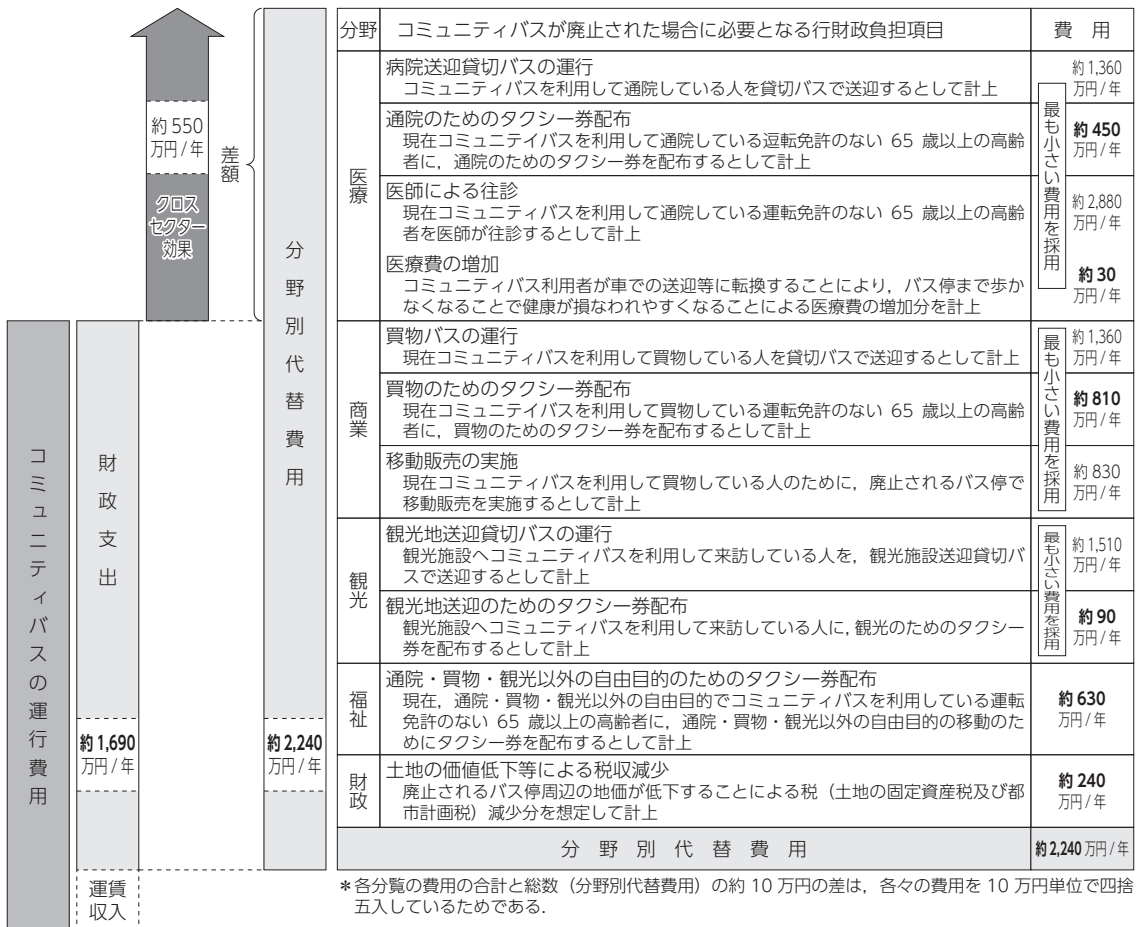 約 550
万円 / 年
クロス
セクター
効果
差額
分野別代替費用
コミュニティバスの運行費用
財政支出
約 1,690
万円 / 年
約 2,240
万円 / 年
運賃
収入
分野 コミュニティバスが廃止された場合に必要となる行財政負担項目 費 用
医療
病院送迎貸切バスの運行
コミュニティバスを利用して通院している人を貸切バスで送迎するとして計上
約 1,360
万円 / 年
通院のためのタクシー券配布
現在コミュニテイバスを利用して通院している逗転免許のない 65 歳以上の高齢
者に，通院のためのタクシー券を配布するとして計上
約 450
万円 / 年
医師による往診
現在コミュニティバスを利用して通院している運転免許のない 65 歳以上の高齢
者を医師が往診するとして計上
約 2,880
万円 / 年
最も小さい費用を採用
医療費の増加
コミュニティバス利用者が車での送迎等に転換することにより，バス停まで歩か
なくなることで健康が損なわれやすくなることによる医療費の増加分を計上
約 30
万円 / 年
商業
買物バスの運行
現在コミュニティバスを利用して買物している人を貸切バスで送迎するとして計上
約 1,360
万円 / 年
買物のためのタクシー券配布
現在コミュニテイバスを利用して買物している運転免許のない 65 歳以上の高齢
者に，買物のためのタクシー券を配布するとして計上
約 810
万円 / 年
移動販売の実施
現在コミュニティバスを利用して買物している人のために，廃止されるバス停で
移動販売を実施するとして計上
約 830
万円 / 年
最も小さい費用を採用
観光
観光地送迎貸切バスの運行
観光施設へコミュニティバスを利用して来訪している人を，観光施設送迎貸切バ
スで送迎するとして計上
約 1,510
万円 / 年
観光地送迎のためのタクシー券配布
観光施設へコミュニティバスを利用して来訪している人に，観光のためのタクシー
券を配布するとして計上
約 90
万円 / 年
最も小さい費用を採用
福祉
通院・買物・観光以外の自由目的のためのタクシー券配布
現在，通院・買物・観光以外の自由目的でコミュニティバスを利用している運転
免許のない 65 歳以上の高齢者に，通院・買物・観光以外の自由目的の移動のた
めにタクシー券を配布するとして計上
約 630
万円 / 年
財政
土地の価値低下等による税収減少
廃止されるバス停周辺の地価が低下することによる税（土地の固定資産税及び都
市計画税）減少分を想定して計上
約 240
万円 / 年
分 野 別 代 替 費 用 約 2,240 万円 / 年
＊各分覧の費用の合計と総数（分野別代替費用）の約 10 万円の差は，各々の費用を 10 万円単位で四捨
五入しているためである．